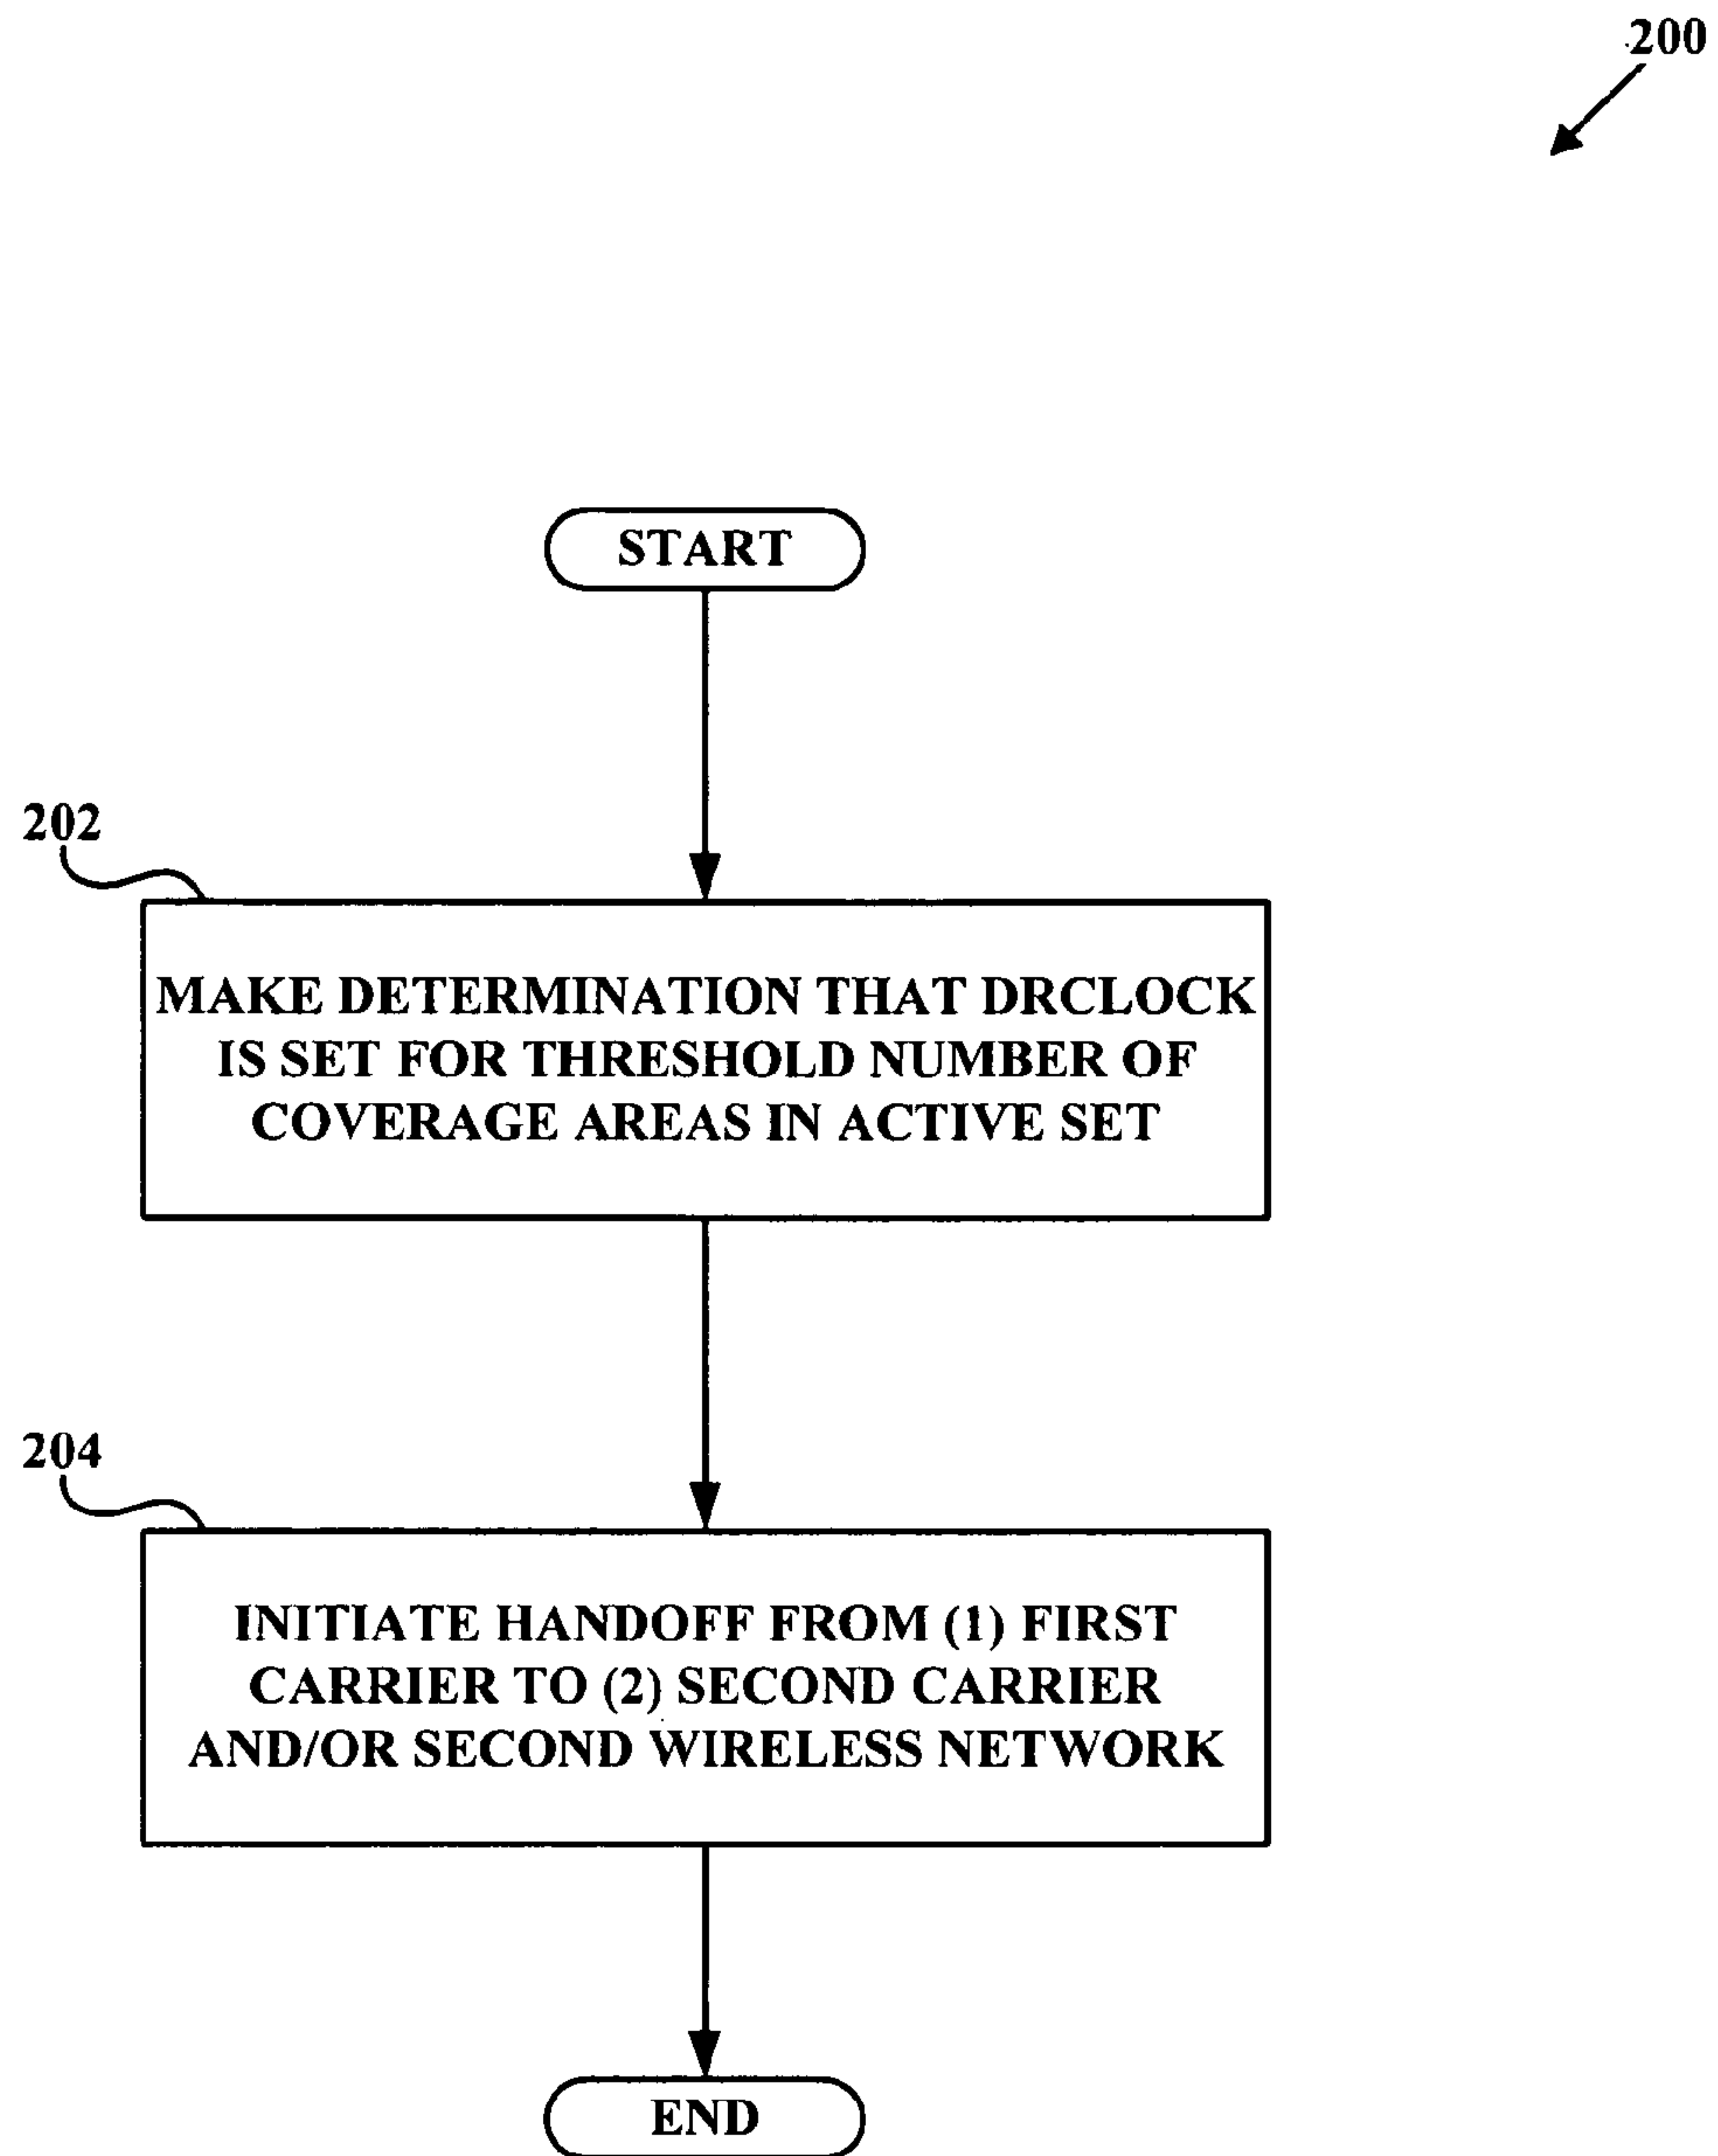 200
START
202
MAKE DETERMINATION THAT DRCLOCK
IS SET FOR THRESHOLD NUMBER OF
COVERAGE AREAS IN ACTIVE SET
204
INITIATE HANDOFF FROM (1) FIRST
CARRIER TO (2) SECOND CARRIER
AND/OR SECOND WIRELESS NETWORK
END